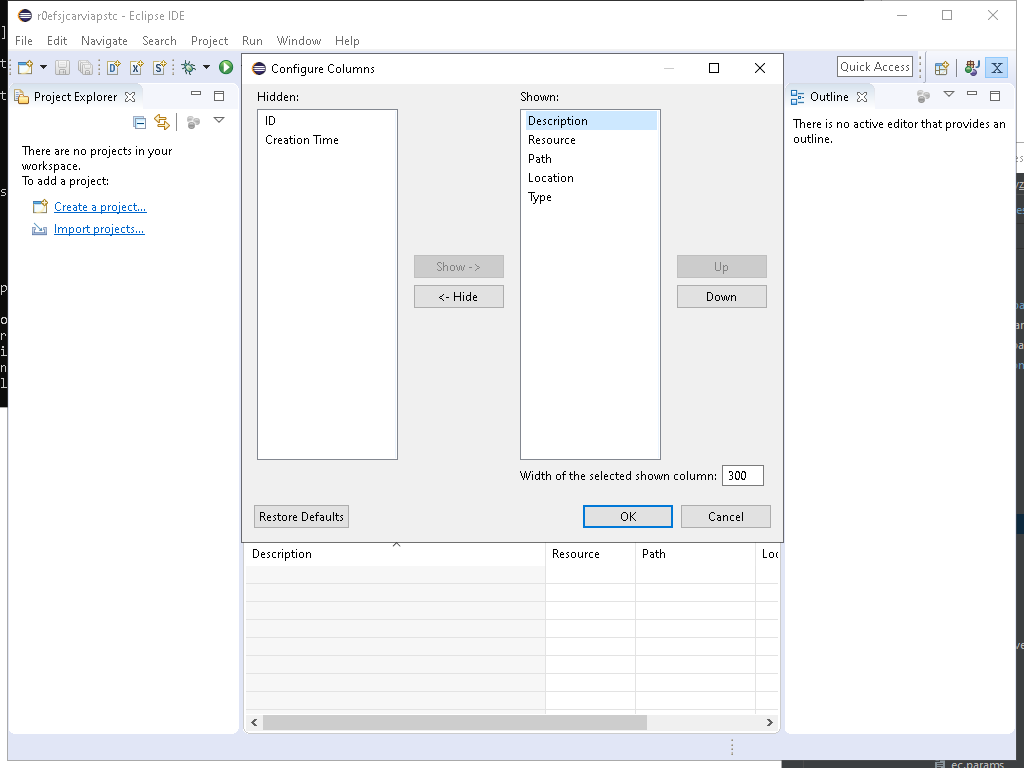 r0efsjcarviapstc - Eclipse IDE
File Edit Navigate Search Project Run Window Help
Quick Access
Project Explorer
There are no projects in your
workspace.
To add a project:
Create a project...
Import projects...
Configure Columns
Hidden:
ID
Creation Time
Show ->
<- Hide
Shown:
Description
Resource
Path
Location
Type
Up
Down
Width of the selected shown column: 300
Restore Defaults
OK
Cancel
Description Resource Path
Outline
There is no active editor that provides an
outline.
ec.params